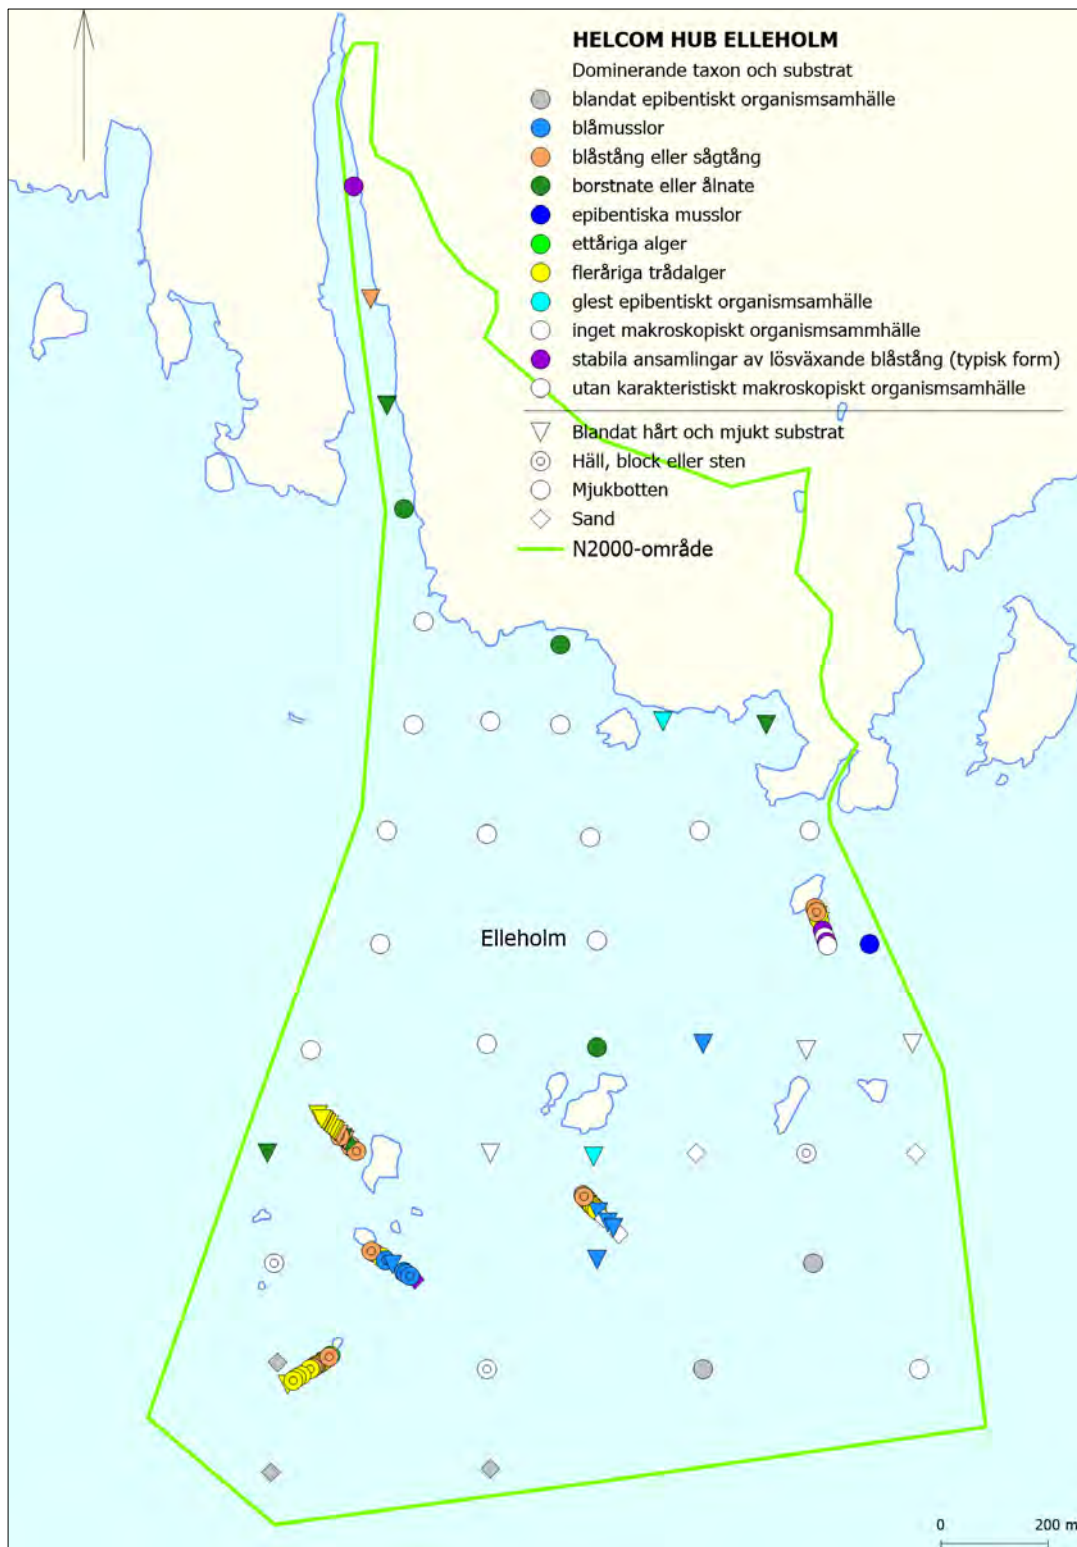 HELCOM HUB ELLEHOLM
Dominerande taxon och substrat
blandat epibentiskt organismsamhälle
blåmusslor
blåstång eller sågtång
borstnate eller ålnate
epibentiska musslor
ettåriga alger
fleråriga trådalger
glest epibentiskt organismsamhälle
inget makroskopiskt organismsammhälle
stabila ansamlingar av lösväxande blåstång (typisk form)
utan karakteristiskt makroskopiskt organismsamhälle
Blandat hårt och mjukt substrat
Häll, block eller sten
Mjukbotten
Sand
N2000-område
Elleholm
0 200 m